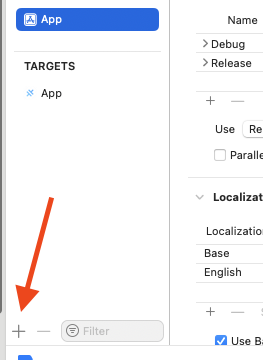 App
TARGETS
App
Filter
Name
Debug
Release
Use Re
Paralle
Localizat
Localization
Base
English
Use Ba